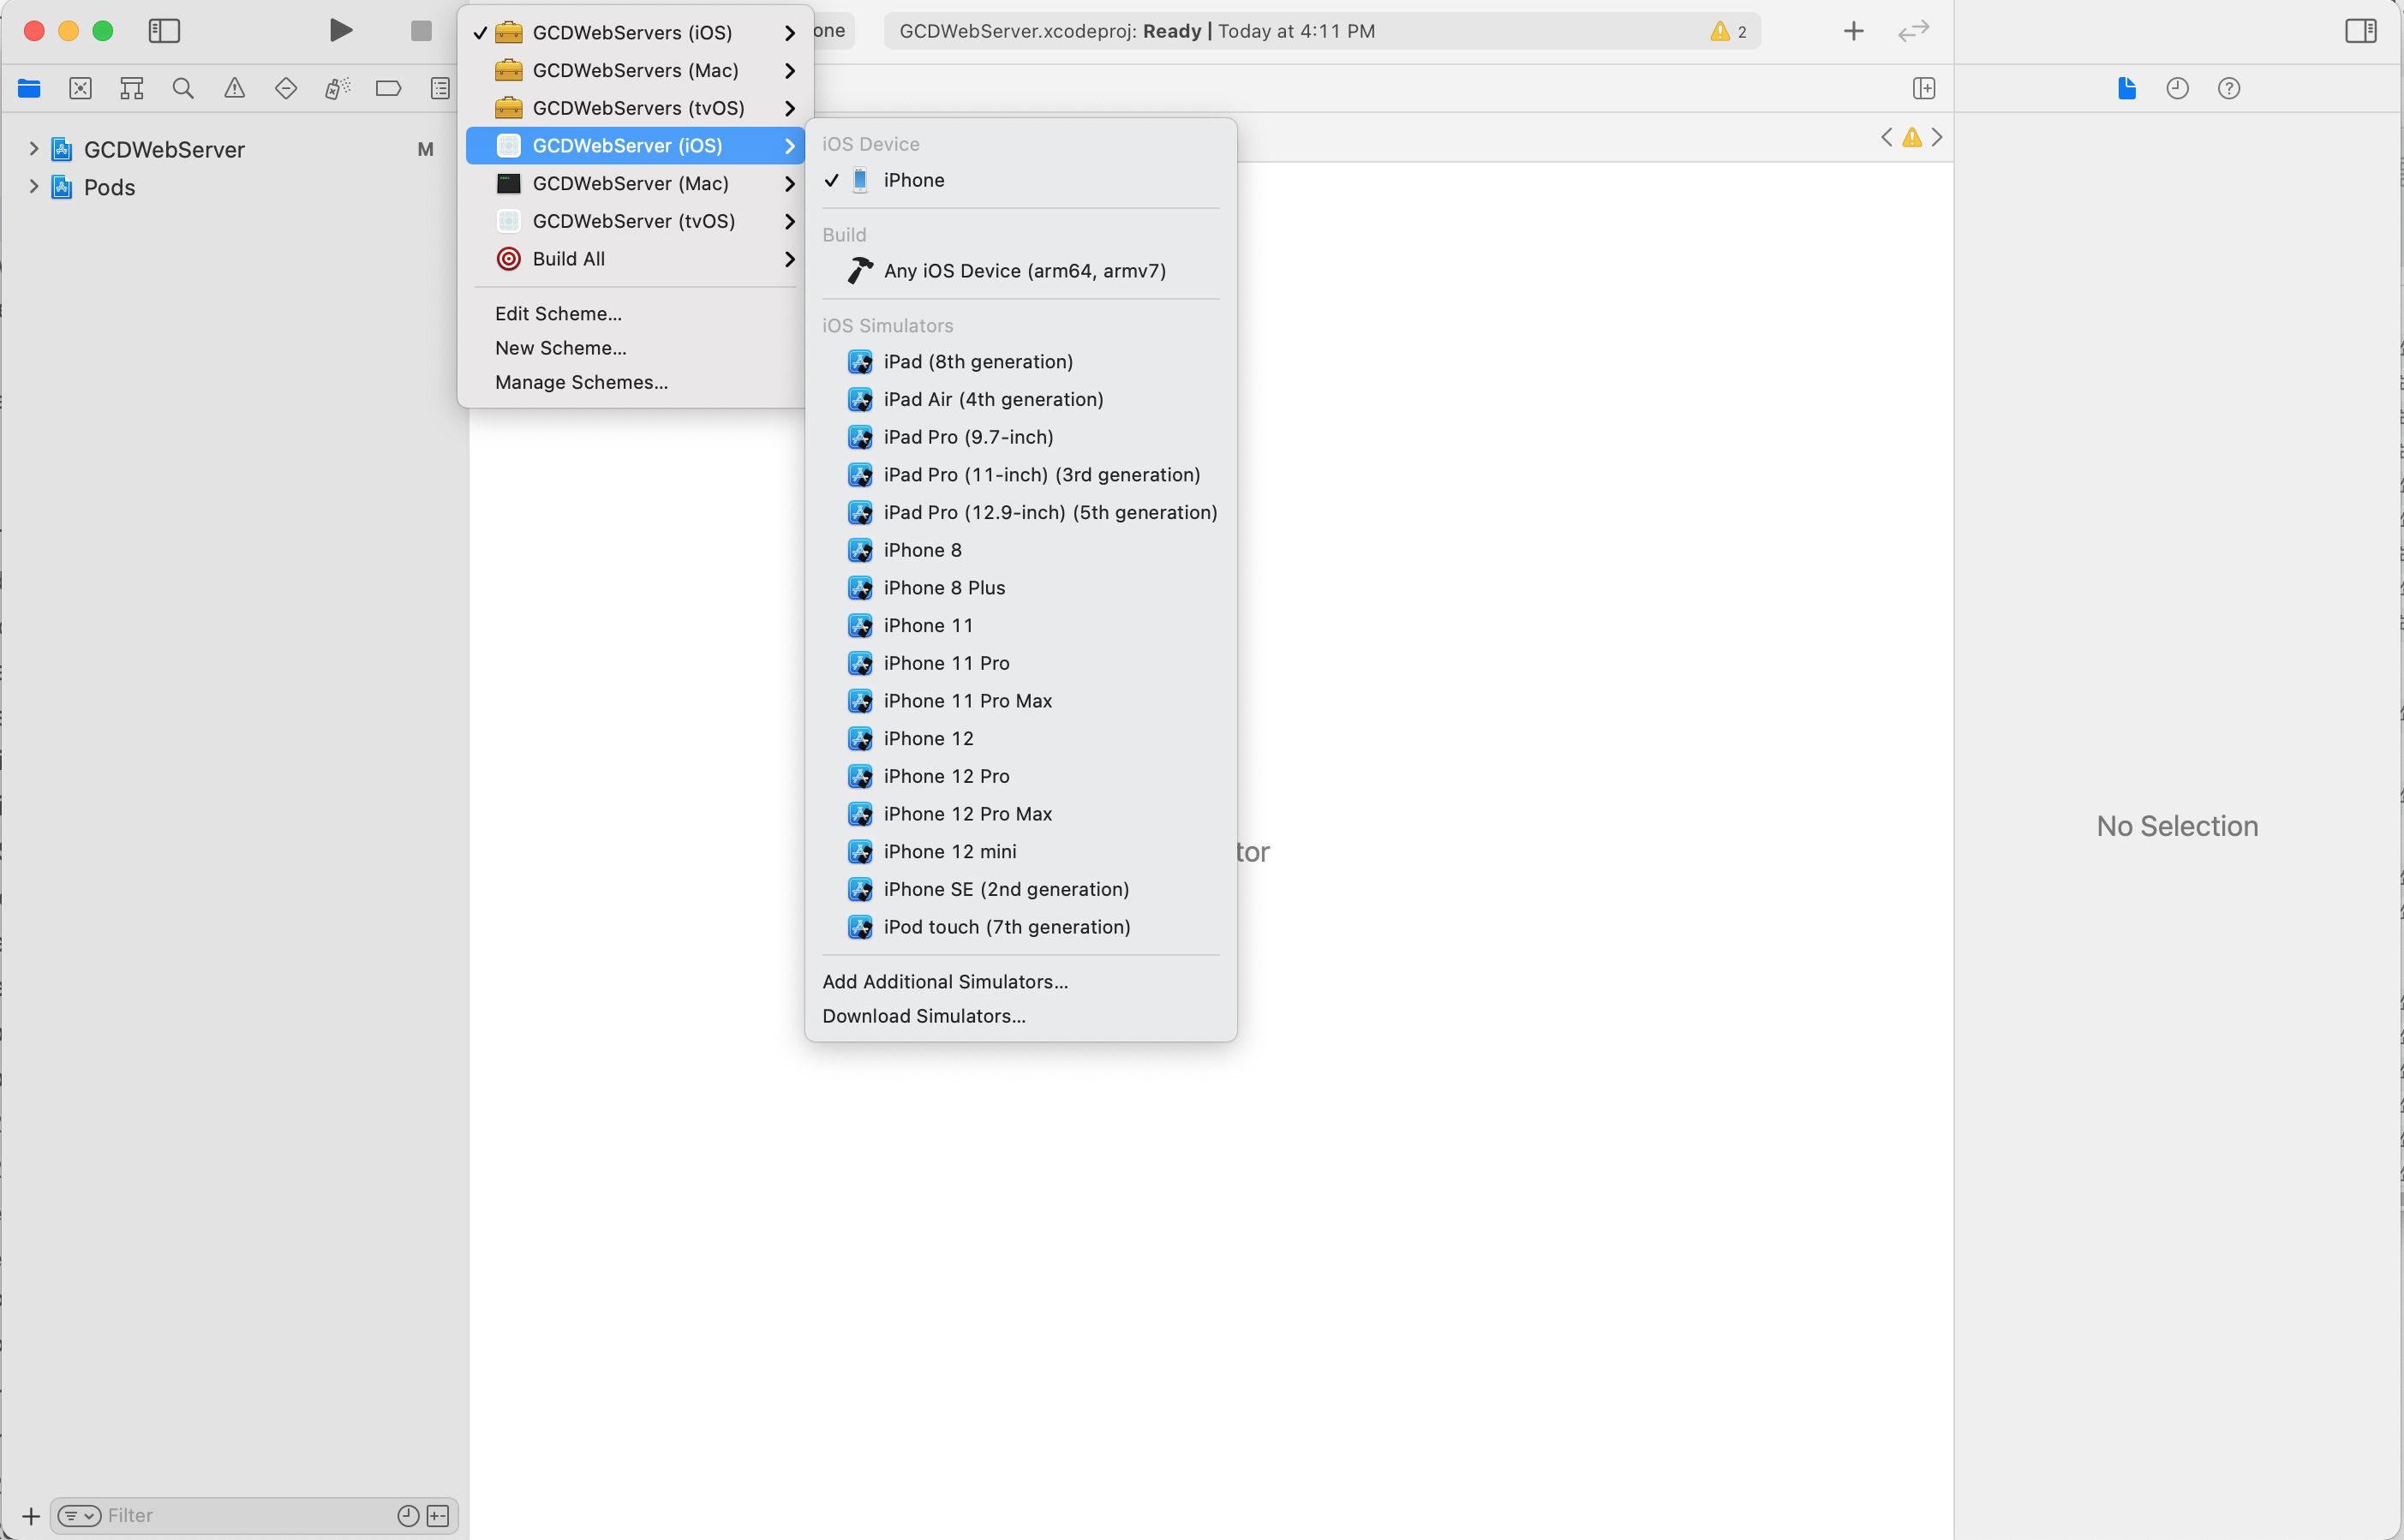 GCDWebServers (iOS)
GCDWebServers (Mac)
GCDWebServers (tvOS)
GCDWebServer (iOS)
GCDWebServer (Mac)
GCDWebServer (tvOS)
Build All
Edit Scheme...
New Scheme...
Manage Schemes...
one
GCDWebServer.xcodeproj: Ready | Today at 4:11 PM
2
GCDWebServer
M
Pods
iOS Device
iPhone
Build
Any iOS Device (arm64, armv7)
iOS Simulators
iPad (8th generation)
iPad Air (4th generation)
iPad Pro (9.7-inch)
iPad Pro (11-inch) (3rd generation)
iPad Pro (12.9-inch) (5th generation)
iPhone 8
iPhone 8 Plus
iPhone 11
iPhone 11 Pro
iPhone 11 Pro Max
iPhone 12
iPhone 12 Pro
iPhone 12 Pro Max
iPhone 12 mini
iPhone SE (2nd generation)
iPod touch (7th generation)
Add Additional Simulators...
Download Simulators...
tor
No Selection
Filter